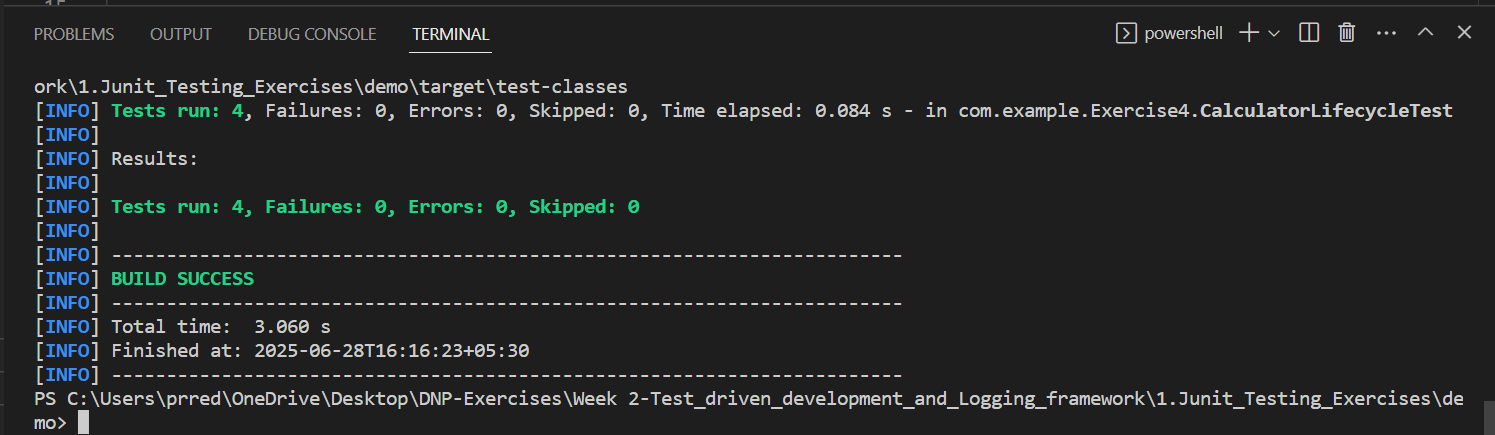 15
PROBLEMS OUTPUT DEBUG CONSOLE TERMINAL powershell
ork\1.Junit_Testing_Exercises\demo\target\test-classes
[INFO] Tests run: 4, Failures: 0, Errors: 0, Skipped: 0, Time elapsed: 0.084 s - in com.example.Exercise4.CalculatorLifecycleTest
[INFO]
[INFO] Results:
[INFO]
[INFO] Tests run: 4, Failures: 0, Errors: 0, Skipped: 0
[INFO]
[INFO] ------------------------------------------------------------------------
[INFO] BUILD SUCCESS
[INFO] ------------------------------------------------------------------------
[INFO] Total time:  3.060 s
[INFO] Finished at: 2025-06-28T16:16:23+05:30
[INFO] ------------------------------------------------------------------------
PS C:\Users\prred\OneDrive\Desktop\DNP-Exercises\Week 2-Test_driven_development_and_Logging_framework\1.Junit_Testing_Exercises\de
mo>